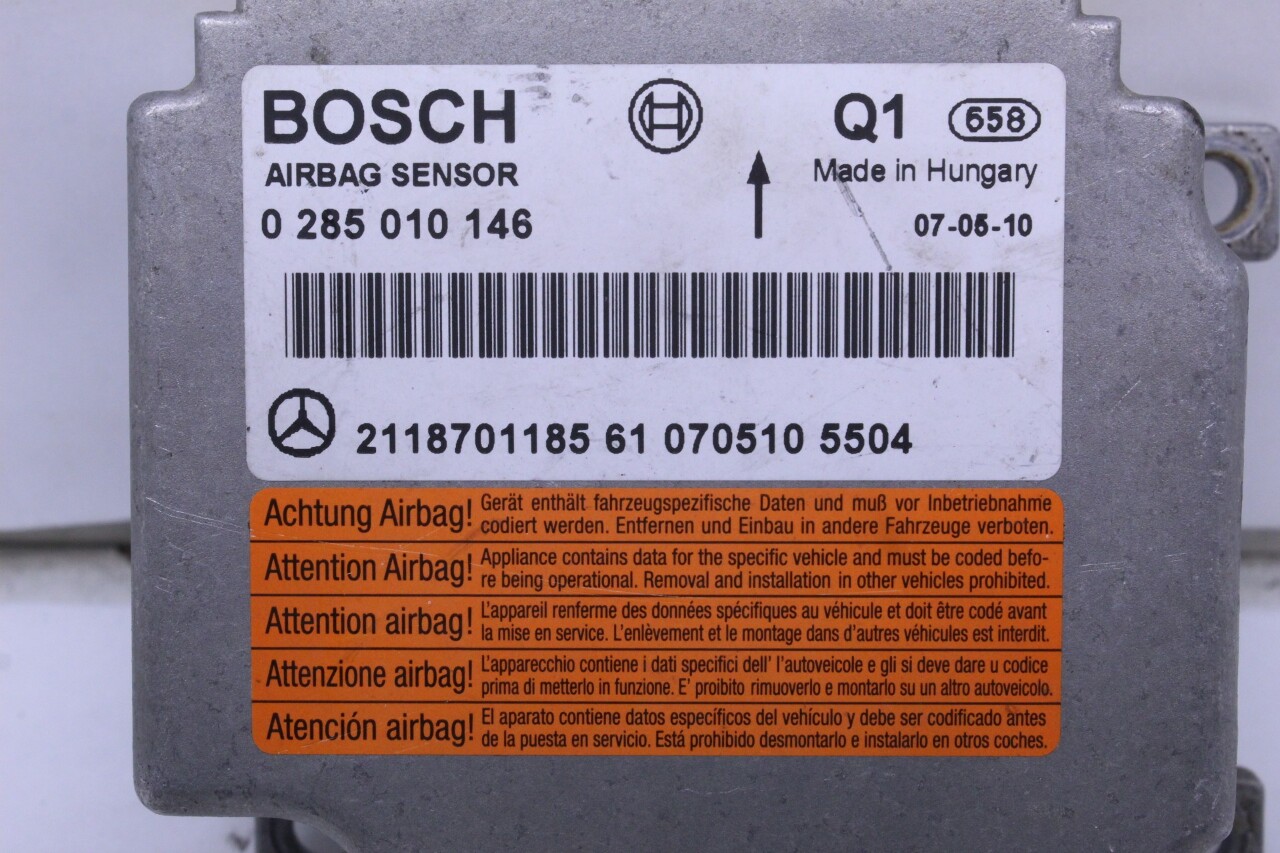 BOSCH
Q1 658
AIRBAG SENSOR
Made in Hungary
0 285 010 146
07-05-10
2118701185 61 070510 5504
Achtung Airbag! Gerät enthält fahrzeugspezifische Daten und muß vor Inbetriebnahme
codiert werden. Entfernen und Einbau in andere Fahrzeuge verboten.
Attention Airbag! Appliance contains data for the specific vehicle and must be coded befo-
re being operational. Removal and installation in other vehicles prohibited.
Attention airbag! L'appareil renferme des données spécifiques au véhicule et doit être codé avant
la mise en service. L'enlèvement et le montage dans d'autres véhicules est interdit.
Attenzione airbag! L'apparecchio contiene i dati specifici dell' l'autoveicole e gli si deve dare u codice
prima di metterlo in funzione. E' proibito rimuoverlo e montarlo su un altro autoveicolo.
Atención airbag! El aparato contiene datos específicos del vehículo y debe ser codificado antes
de la puesta en servicio. Está prohibido desmontarlo e instalarlo en otros coches.